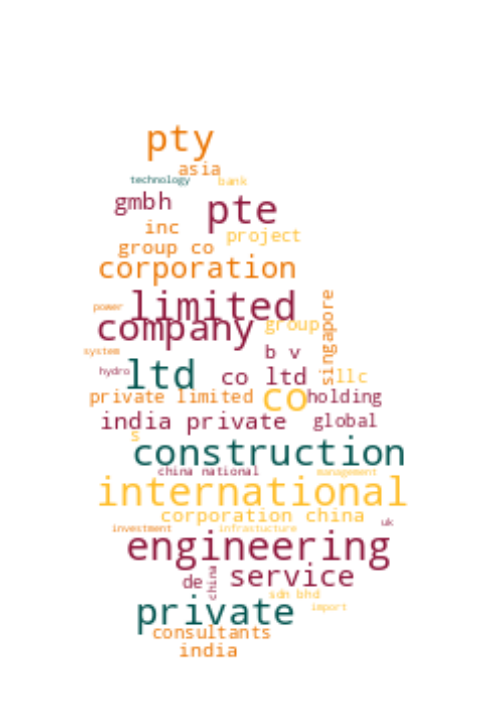 pty
asia
technology bank
gmbh pte
inc project
group co
corporation
power limited
company group singapore
system b v
hydro ltd co ltd llc
private limited co holding
india private global
s
construction
china national management
international
corporation china uk
investment infrastucture
engineering
de china service
sdn bhd
private import
consultants
india